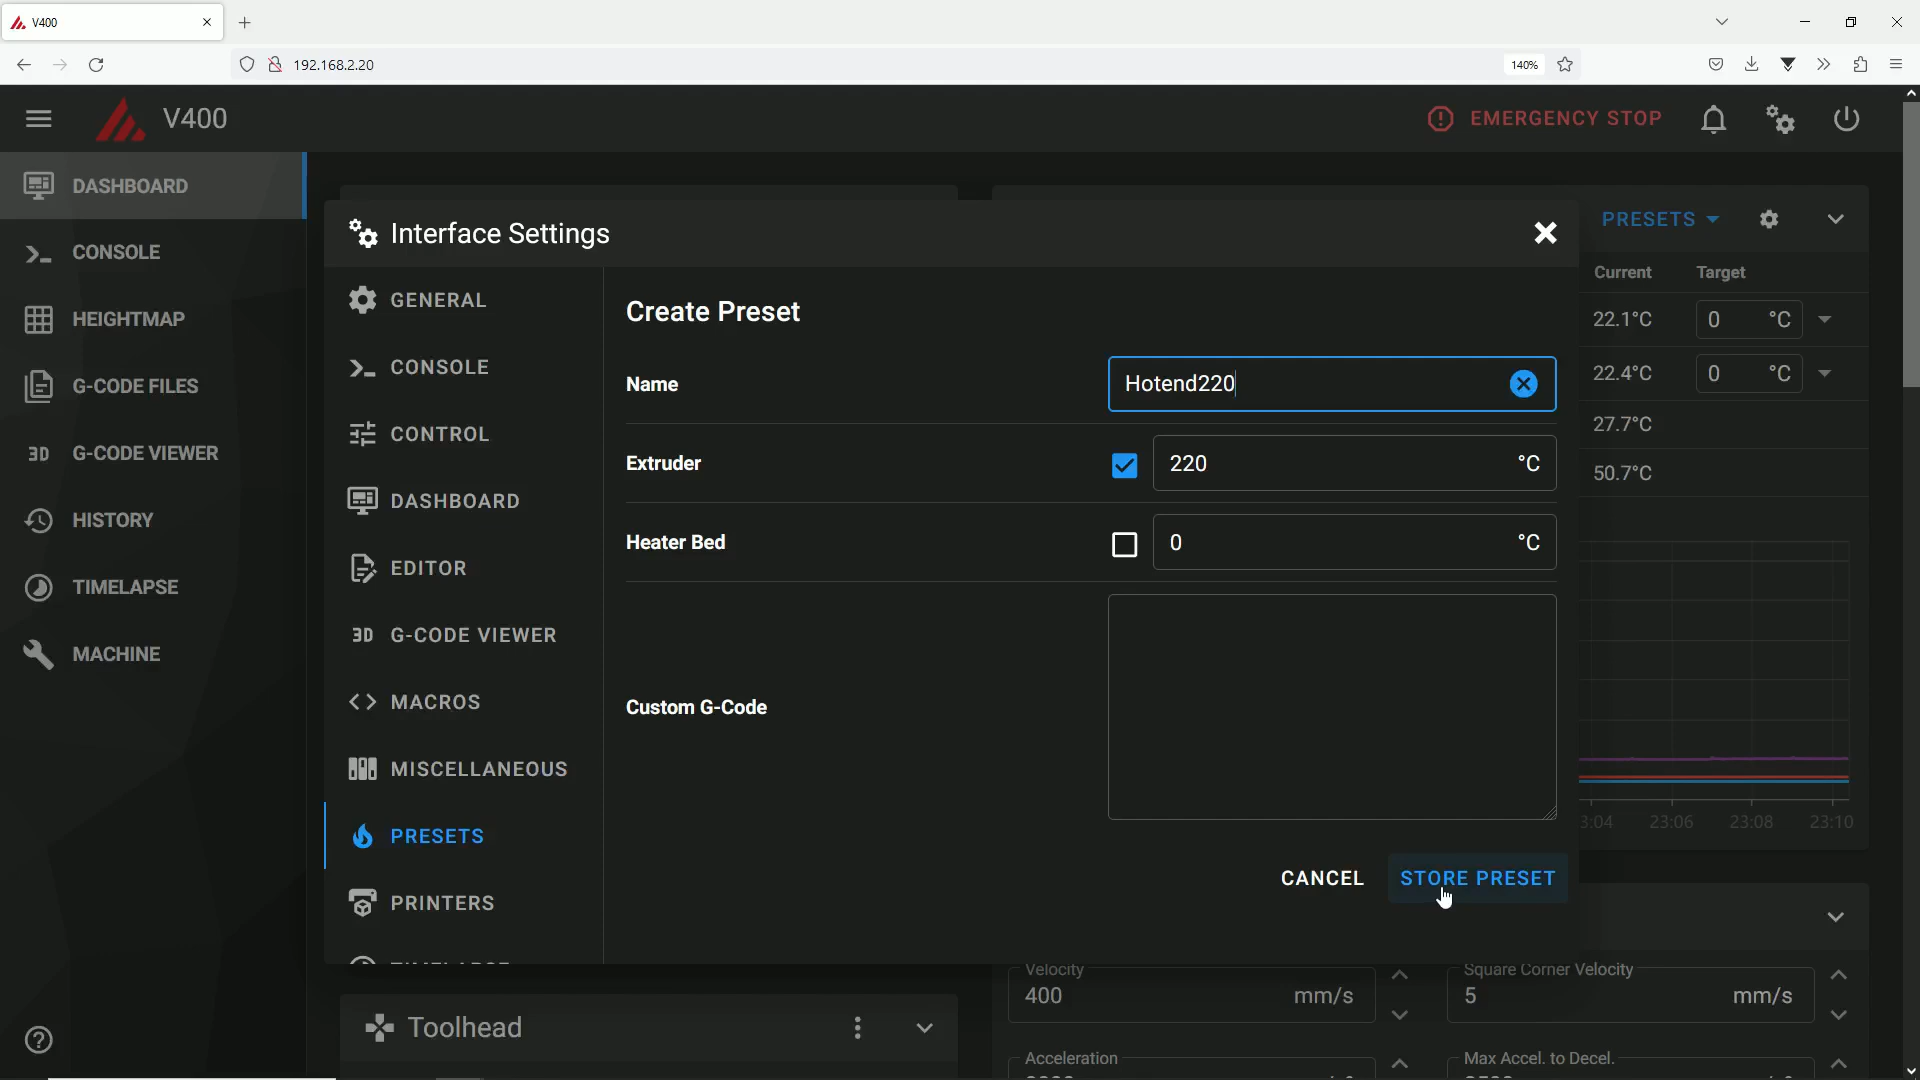 V400
192.168.2.20
140%
V400
EMERGENCY STOP
DASHBOARD
CONSOLE
HEIGHTMAP
G-CODE FILES
3D G-CODE VIEWER
HISTORY
TIMELAPSE
MACHINE
Interface Settings
GENERAL
CONSOLE
CONTROL
DASHBOARD
EDITOR
3D G-CODE VIEWER
MACROS
MISCELLANEOUS
PRESETS
PRINTERS
Create Preset
Name
Hotend220
Extruder
220 °C
Heater Bed
0 °C
Custom G-Code
CANCEL
STORE PRESET
PRESETS
Current Target
22.1°C 0 °C
22.4°C 0 °C
27.7°C
50.7°C
3:04 23:06 23:08 23:10
Toolhead
Velocity
400 mm/s
Square Corner Velocity
5 mm/s
Acceleration
Max Accel. to Decel.